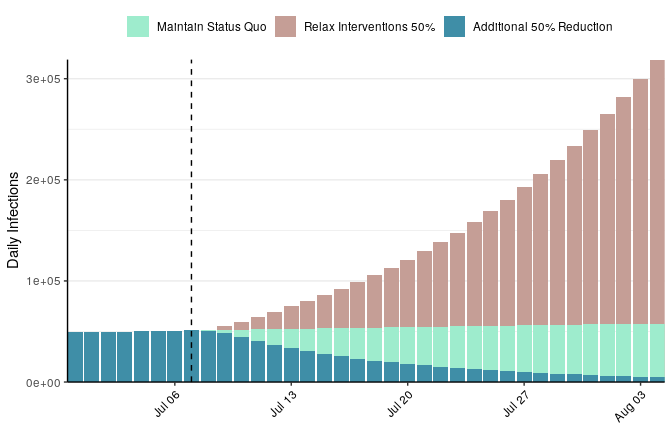 Maintain Status Quo Relax Interventions 50% Additional 50% Reduction
Daily Infections
3e+05
2e+05
1e+05
0e+00
Jul 06 Jul 13 Jul 20 Jul 27 Aug 03